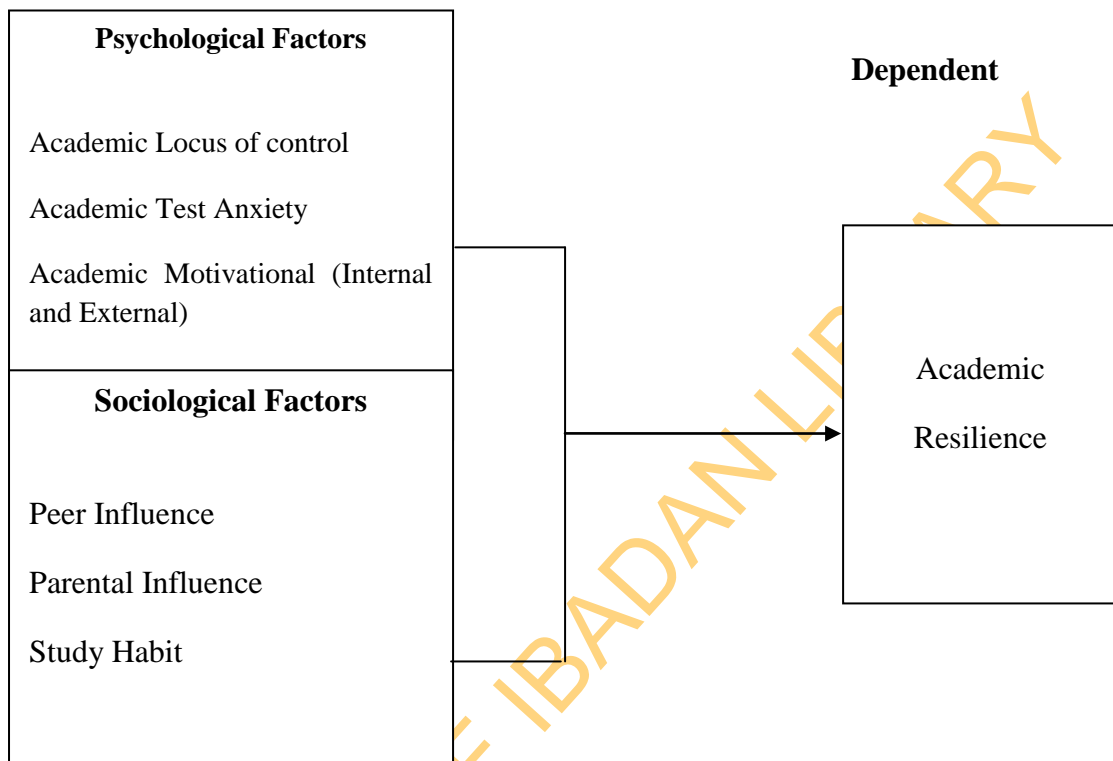 Psychological Factors
Academic Locus of control
Academic Test Anxiety
Academic Motivational (Internal
and External)
Sociological Factors
Peer Influence
Parental Influence
Study Habit
Dependent
Academic
Resilience
IBADAN